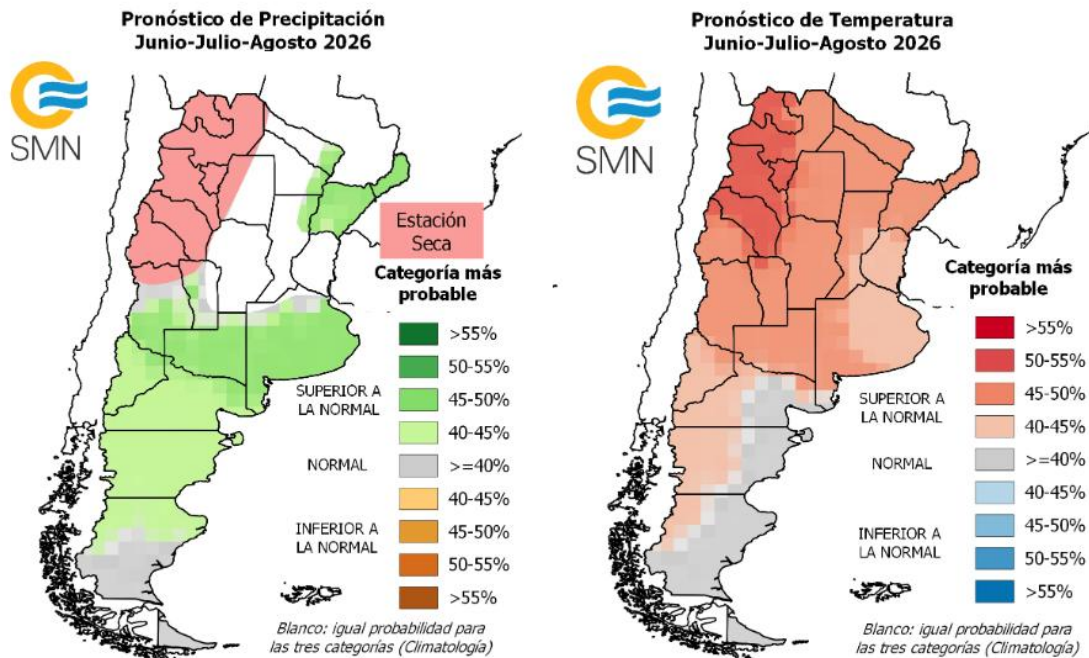 Pronóstico de Precipitación
Junio-Julio-Agosto 2026
SMN
Estación
Seca
Categoría más
probable
>55%
50-55%
SUPERIOR A
LA NORMAL
45-50%
40-45%
NORMAL
>=40%
40-45%
INFERIOR A
LA NORMAL
45-50%
50-55%
>55%
Blanco: igual probabilidad para
las tres categorías (Climatología)
Pronóstico de Temperatura
Junio-Julio-Agosto 2026
SMN
Categoría más
probable
>55%
50-55%
SUPERIOR A
LA NORMAL
45-50%
40-45%
NORMAL
>=40%
40-45%
INFERIOR A
LA NORMAL
45-50%
50-55%
>55%
Blanco: igual probabilidad para
las tres categorías (Climatología)